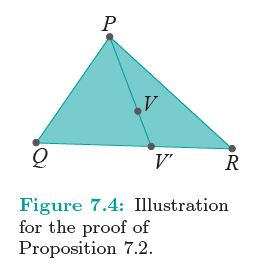 P
V
Q
V′
R
Figure 7.4: Illustration
for the proof of
Proposition 7.2.